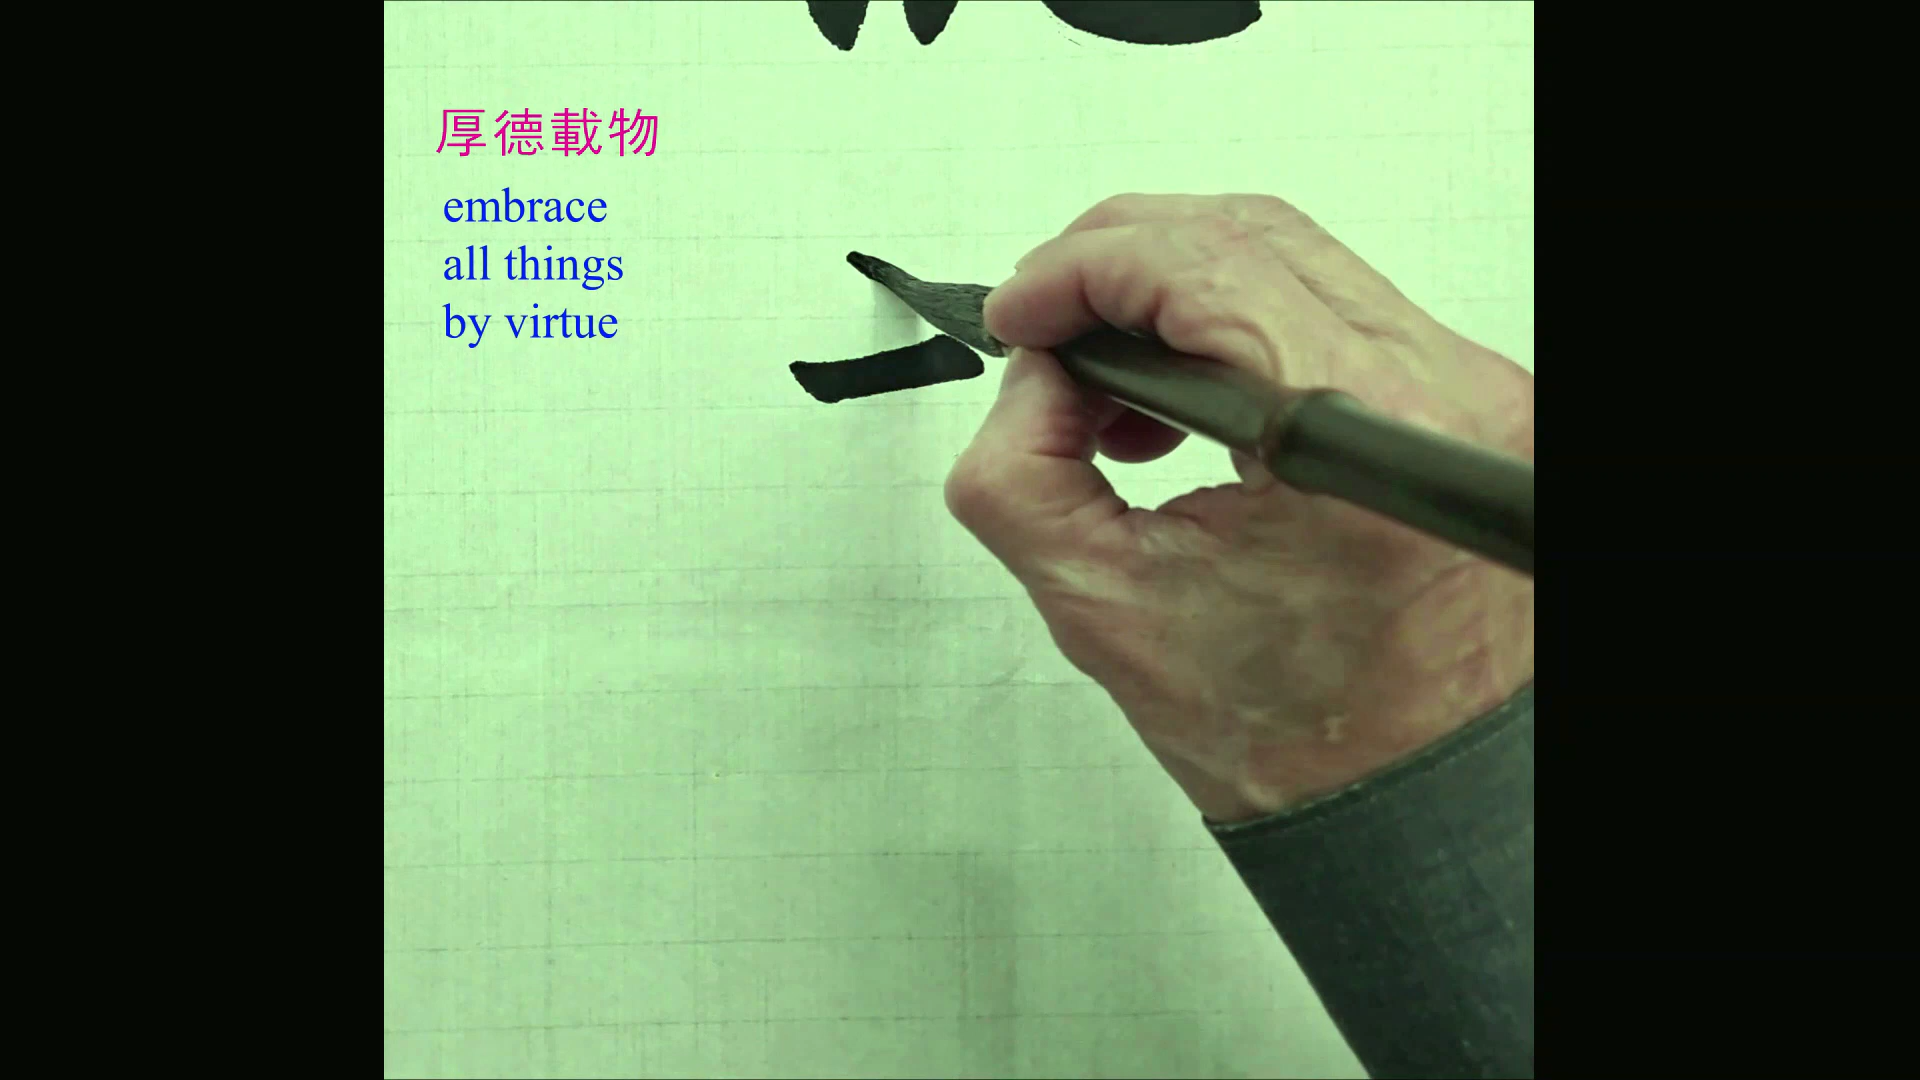 厚德載物
embrace
all things
by virtue